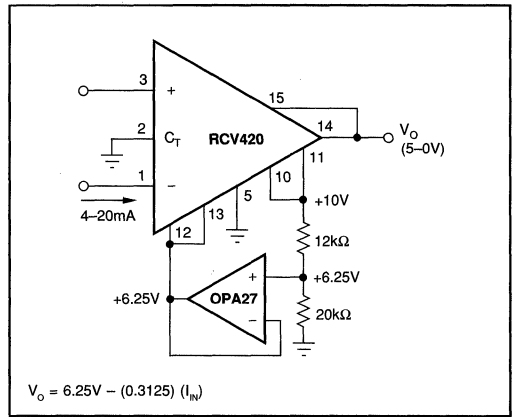 3
+
15
2
C_T
RCV420
14
V_O
(5–0V)
11
1
–
10
4–20mA
12
13
5
+10V
12kΩ
+6.25V
+
+6.25V
OPA27
–
20kΩ
V_O = 6.25V – (0.3125) (I_IN)